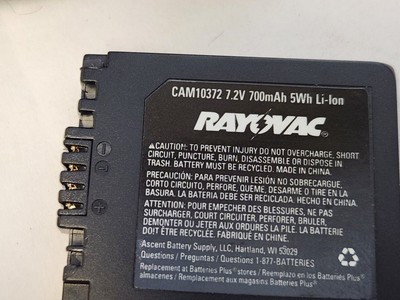 CAM10372 7.2V 700mAh 5Wh Li-Ion
RAYOVAC®
⚠CAUTION: TO PREVENT INJURY DO NOT OVERCHARGE, SHORT
CIRCUIT, PUNCTURE, BURN, DISASSEMBLE OR DISPOSE IN
TRASH. BATTERY MUST BE RECYCLED. MADE IN CHINA.
PRECAUCIÓN: PARA PREVENIR LESIÓN NO SOBRECARGUE,
CORTO CIRCUITO, PERFORE, QUEME, DESARME O TIRE EN LA
BASURA. LA BATERIA DEBE SER RECICLADA. HECHO EN CHINA.
ATTENTION: POUR EMPÊCHER DES BLESSURES, NE PAS
SURCHARGER, COURT CIRCUITER, PERFORER, BRULER,
DEMONTER OU JETER AUX ORDURES LA PILE. LA BATTERIE
DOIT ÊTRE RECYCLÉE. FABRIQUÉ EN CHINE.
Ascent Battery Supply, LLC, Hartland, WI 53029
Questions / Preguntas / Questions 1-877-BATTERIES
Replacement at Batteries Plus® stores / Reemplazo en los Batteries Plus®
almacenes / Remplacement aux magasins Batteries Plus®